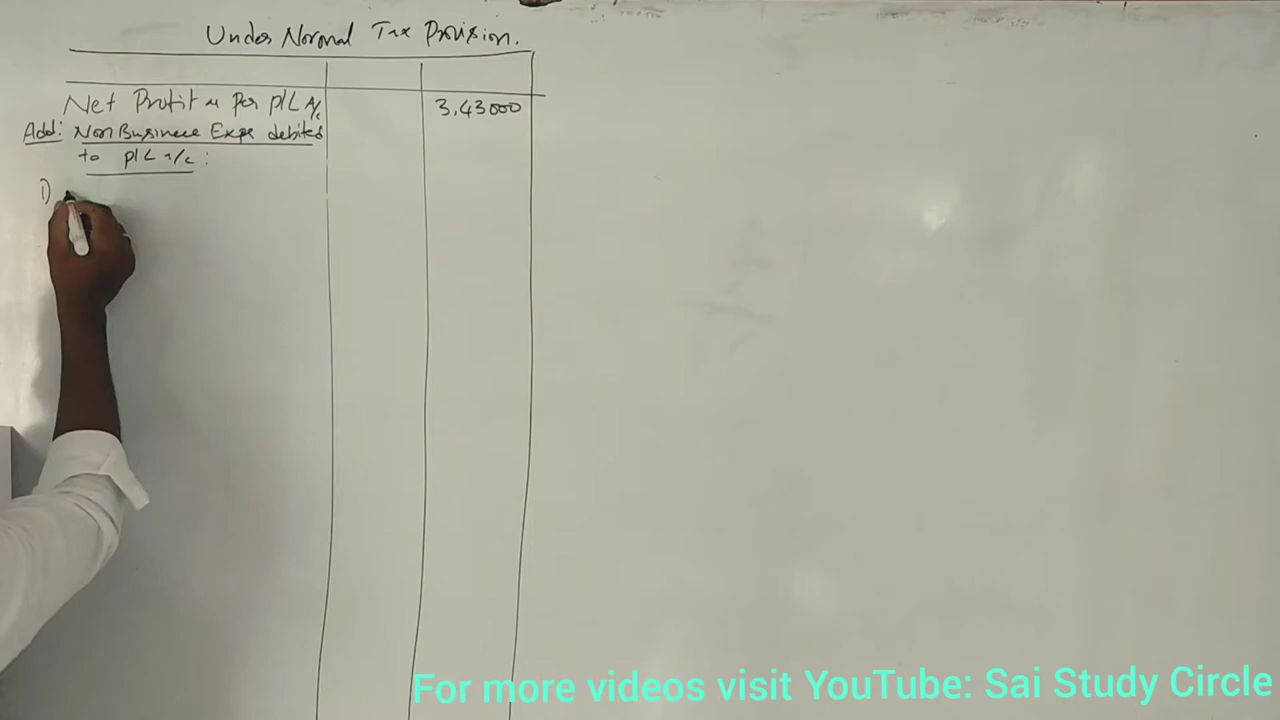 Under Normal Tax Provision.
Net Profit as Per P/L A/c 3,43000
Add: Non Business Exps debited
to P/L A/c :
1)
For more videos visit YouTube: Sai Study Circle